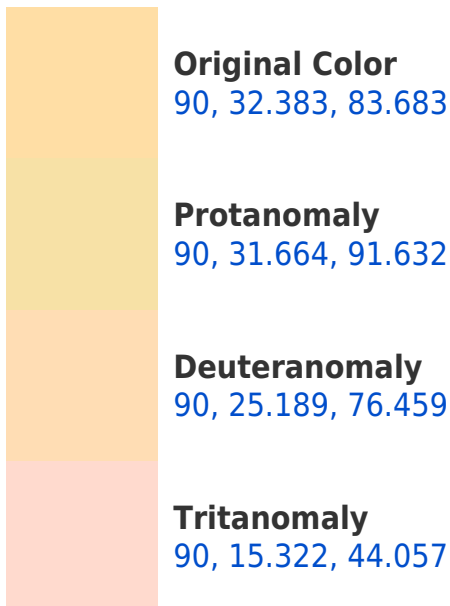 Original Color
90, 32.383, 83.683
Protanomaly
90, 31.664, 91.632
Deuteranomaly
90, 25.189, 76.459
Tritanomaly
90, 15.322, 44.057